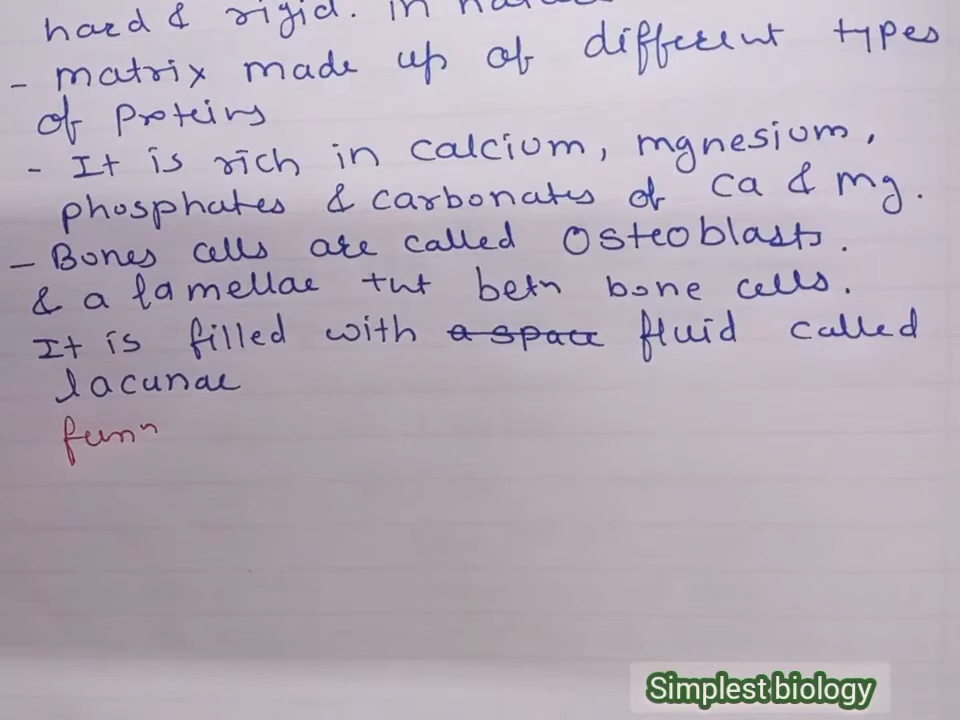 hard & rigid. in
- matrix made up of different types
of Proteins
- It is rich in calcium, mgnesium,
phosphates & carbonates of ca & mg.
- Bones cells are called Osteoblasts.
& a lamellae tht betn bone cells.
It is filled with a space fluid called
lacunae
funn
Simplest biology